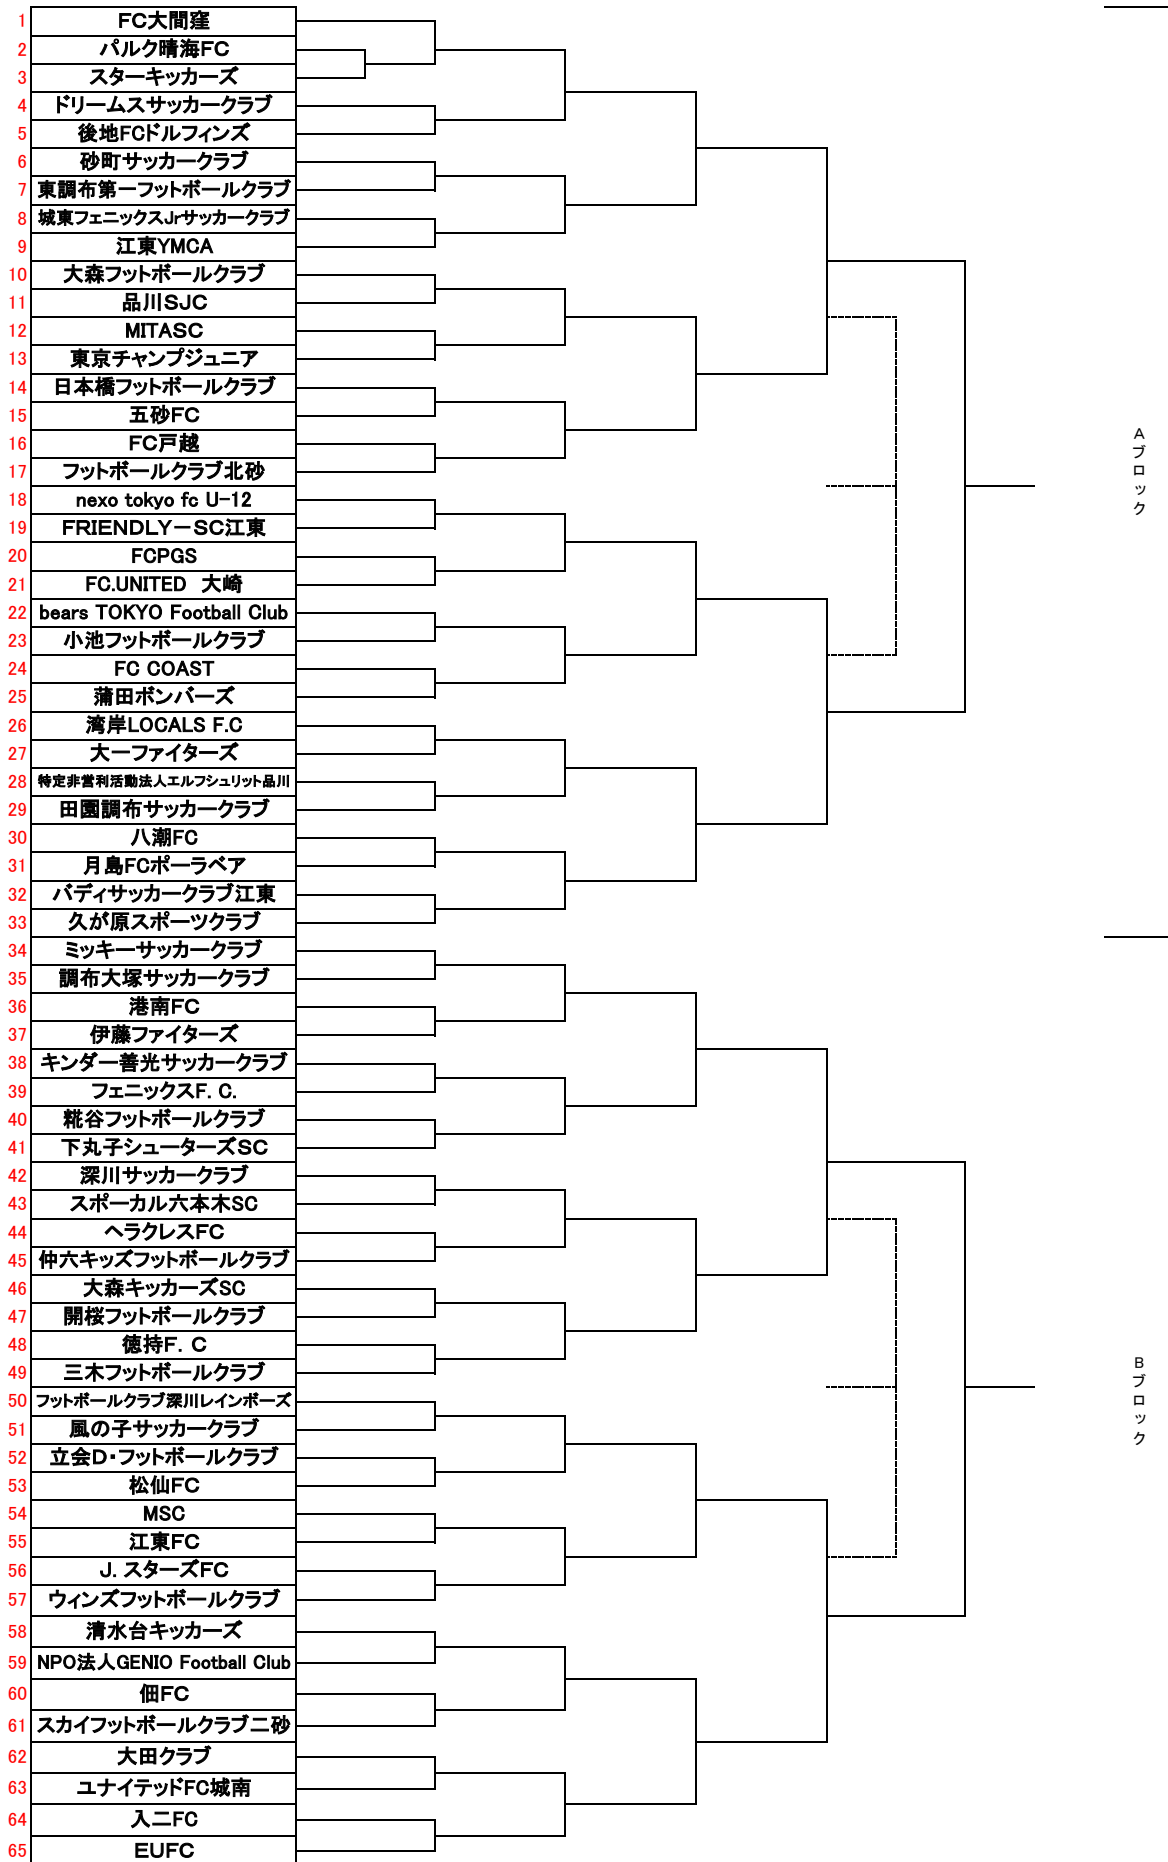 1 FC大間窪
2 パルク晴海FC
3 スターキッカーズ
4 ドリームスサッカークラブ
5 後地FCドルフィンズ
6 砂町サッカークラブ
7 東調布第一フットボールクラブ
8 城東フェニックスJrサッカークラブ
9 江東YMCA
10 大森フットボールクラブ
11 品川SJC
12 MITASC
13 東京チャンプジュニア
14 日本橋フットボールクラブ
15 五砂FC
16 FC戸越
17 フットボールクラブ北砂
18 nexo tokyo fc U-12
19 FRIENDLY－SC江東
20 FCPGS
21 FC.UNITED　大崎
22 bears TOKYO Football Club
23 小池フットボールクラブ
24 FC COAST
25 蒲田ボンバーズ
26 湾岸LOCALS F.C
27 大一ファイターズ
28 特定非営利活動法人エルフシュリット品川
29 田園調布サッカークラブ
30 八潮FC
31 月島FCポーラベア
32 バディサッカークラブ江東
33 久が原スポーツクラブ
34 ミッキーサッカークラブ
35 調布大塚サッカークラブ
36 港南FC
37 伊藤ファイターズ
38 キンダー善光サッカークラブ
39 フェニックスF. C.
40 糀谷フットボールクラブ
41 下丸子シューターズSC
42 深川サッカークラブ
43 スポーカル六本木SC
44 ヘラクレスFC
45 仲六キッズフットボールクラブ
46 大森キッカーズSC
47 開桜フットボールクラブ
48 徳持F. C
49 三木フットボールクラブ
50 フットボールクラブ深川レインボーズ
51 風の子サッカークラブ
52 立会D・フットボールクラブ
53 松仙FC
54 MSC
55 江東FC
56 J. スターズFC
57 ウィンズフットボールクラブ
58 清水台キッカーズ
59 NPO法人GENIO Football Club
60 佃FC
61 スカイフットボールクラブ二砂
62 大田クラブ
63 ユナイテッドFC城南
64 入二FC
65 EUFC
Aブロック
Bブロック